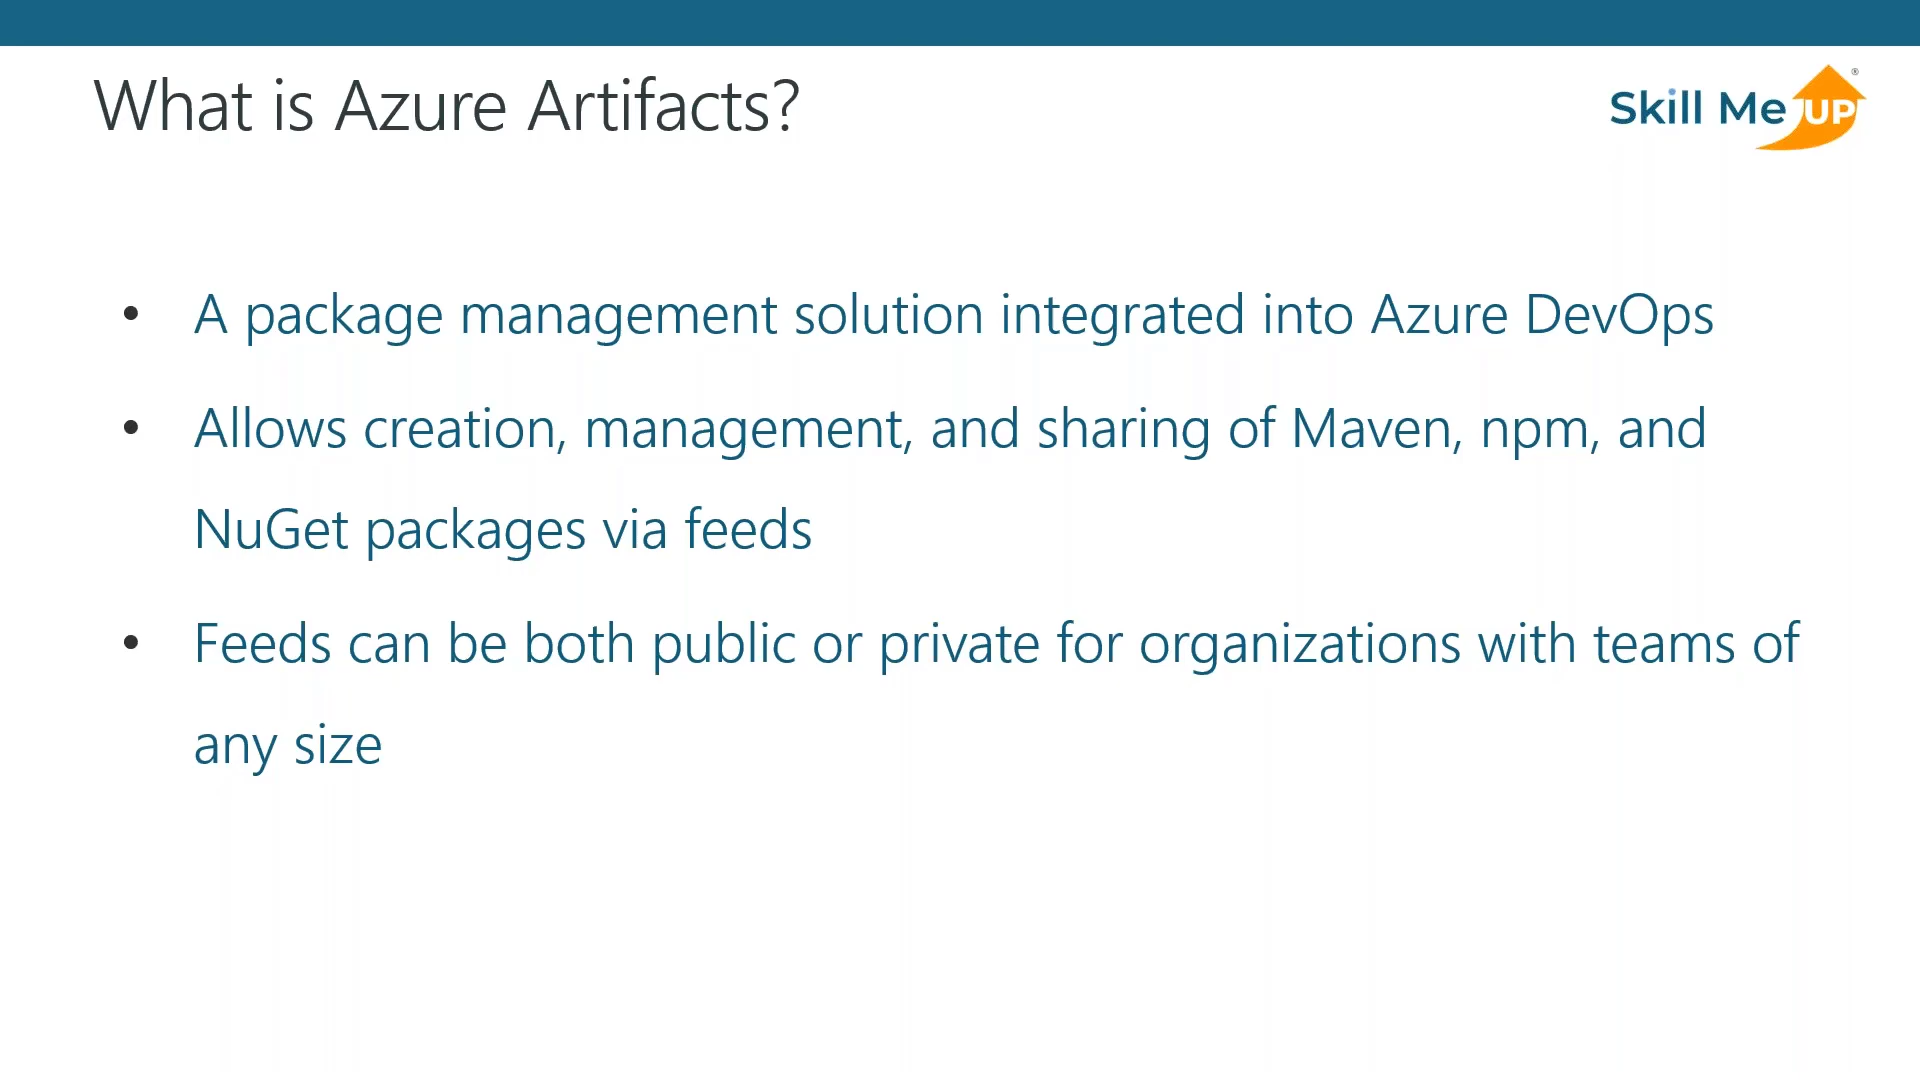 What is Azure Artifacts?
Skill Me UP®
• A package management solution integrated into Azure DevOps
• Allows creation, management, and sharing of Maven, npm, and
NuGet packages via feeds
• Feeds can be both public or private for organizations with teams of
any size